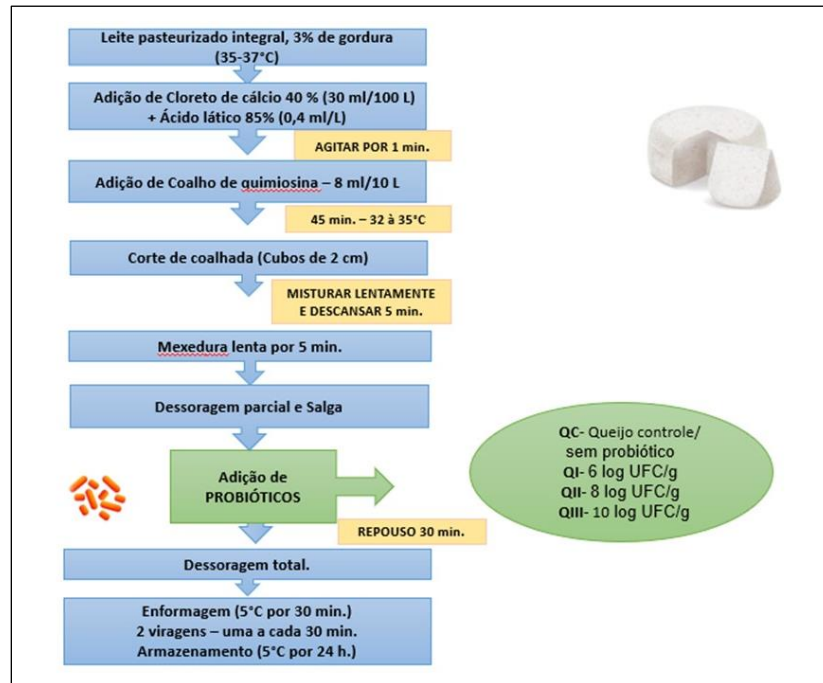 Leite pasteurizado integral, 3% de gordura
(35-37°C)
Adição de Cloreto de cálcio 40 % (30 ml/100 L)
+ Ácido lático 85% (0,4 ml/L)
AGITAR POR 1 min.
Adição de Coalho de quimiosina – 8 ml/10 L
45 min. – 32 à 35°C
Corte de coalhada (Cubos de 2 cm)
MISTURAR LENTAMENTE
E DESCANSAR 5 min.
Mexedura lenta por 5 min.
Dessoragem parcial e Salga
Adição de
PROBIÓTICOS
QC- Queijo controle/
sem probiótico
QI- 6 log UFC/g
QII- 8 log UFC/g
QIII- 10 log UFC/g
REPOUSO 30 min.
Dessoragem total.
Enformagem (5°C por 30 min.)
2 viragens – uma a cada 30 min.
Armazenamento (5°C por 24 h.)